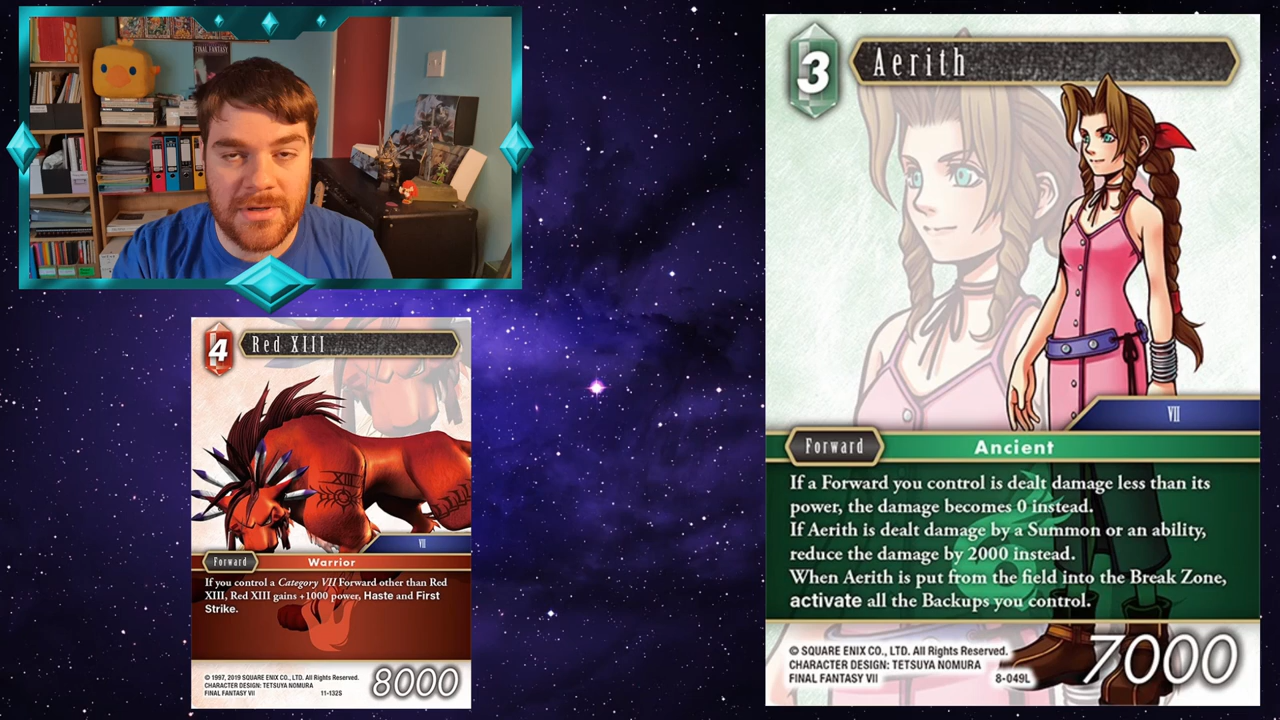 FINAL FANTASY
4
Red XIII
VII
Forward
Warrior
If you control a Category VII Forward other than Red
XIII, Red XIII gains +1000 power, Haste and First
Strike.
© 1997, 2019 SQUARE ENIX CO., LTD. All Rights Reserved.
CHARACTER DESIGN: TETSUYA NOMURA
FINAL FANTASY VII
11-132S
8000
3
Aerith
VII
Forward
Ancient
If a Forward you control is dealt damage less than its
power, the damage becomes 0 instead.
If Aerith is dealt damage by a Summon or an ability,
reduce the damage by 2000 instead.
When Aerith is put from the field into the Break Zone,
activate all the Backups you control.
© SQUARE ENIX CO., LTD. All Rights Reserved.
CHARACTER DESIGN: TETSUYA NOMURA
FINAL FANTASY VII
8-049L
7000